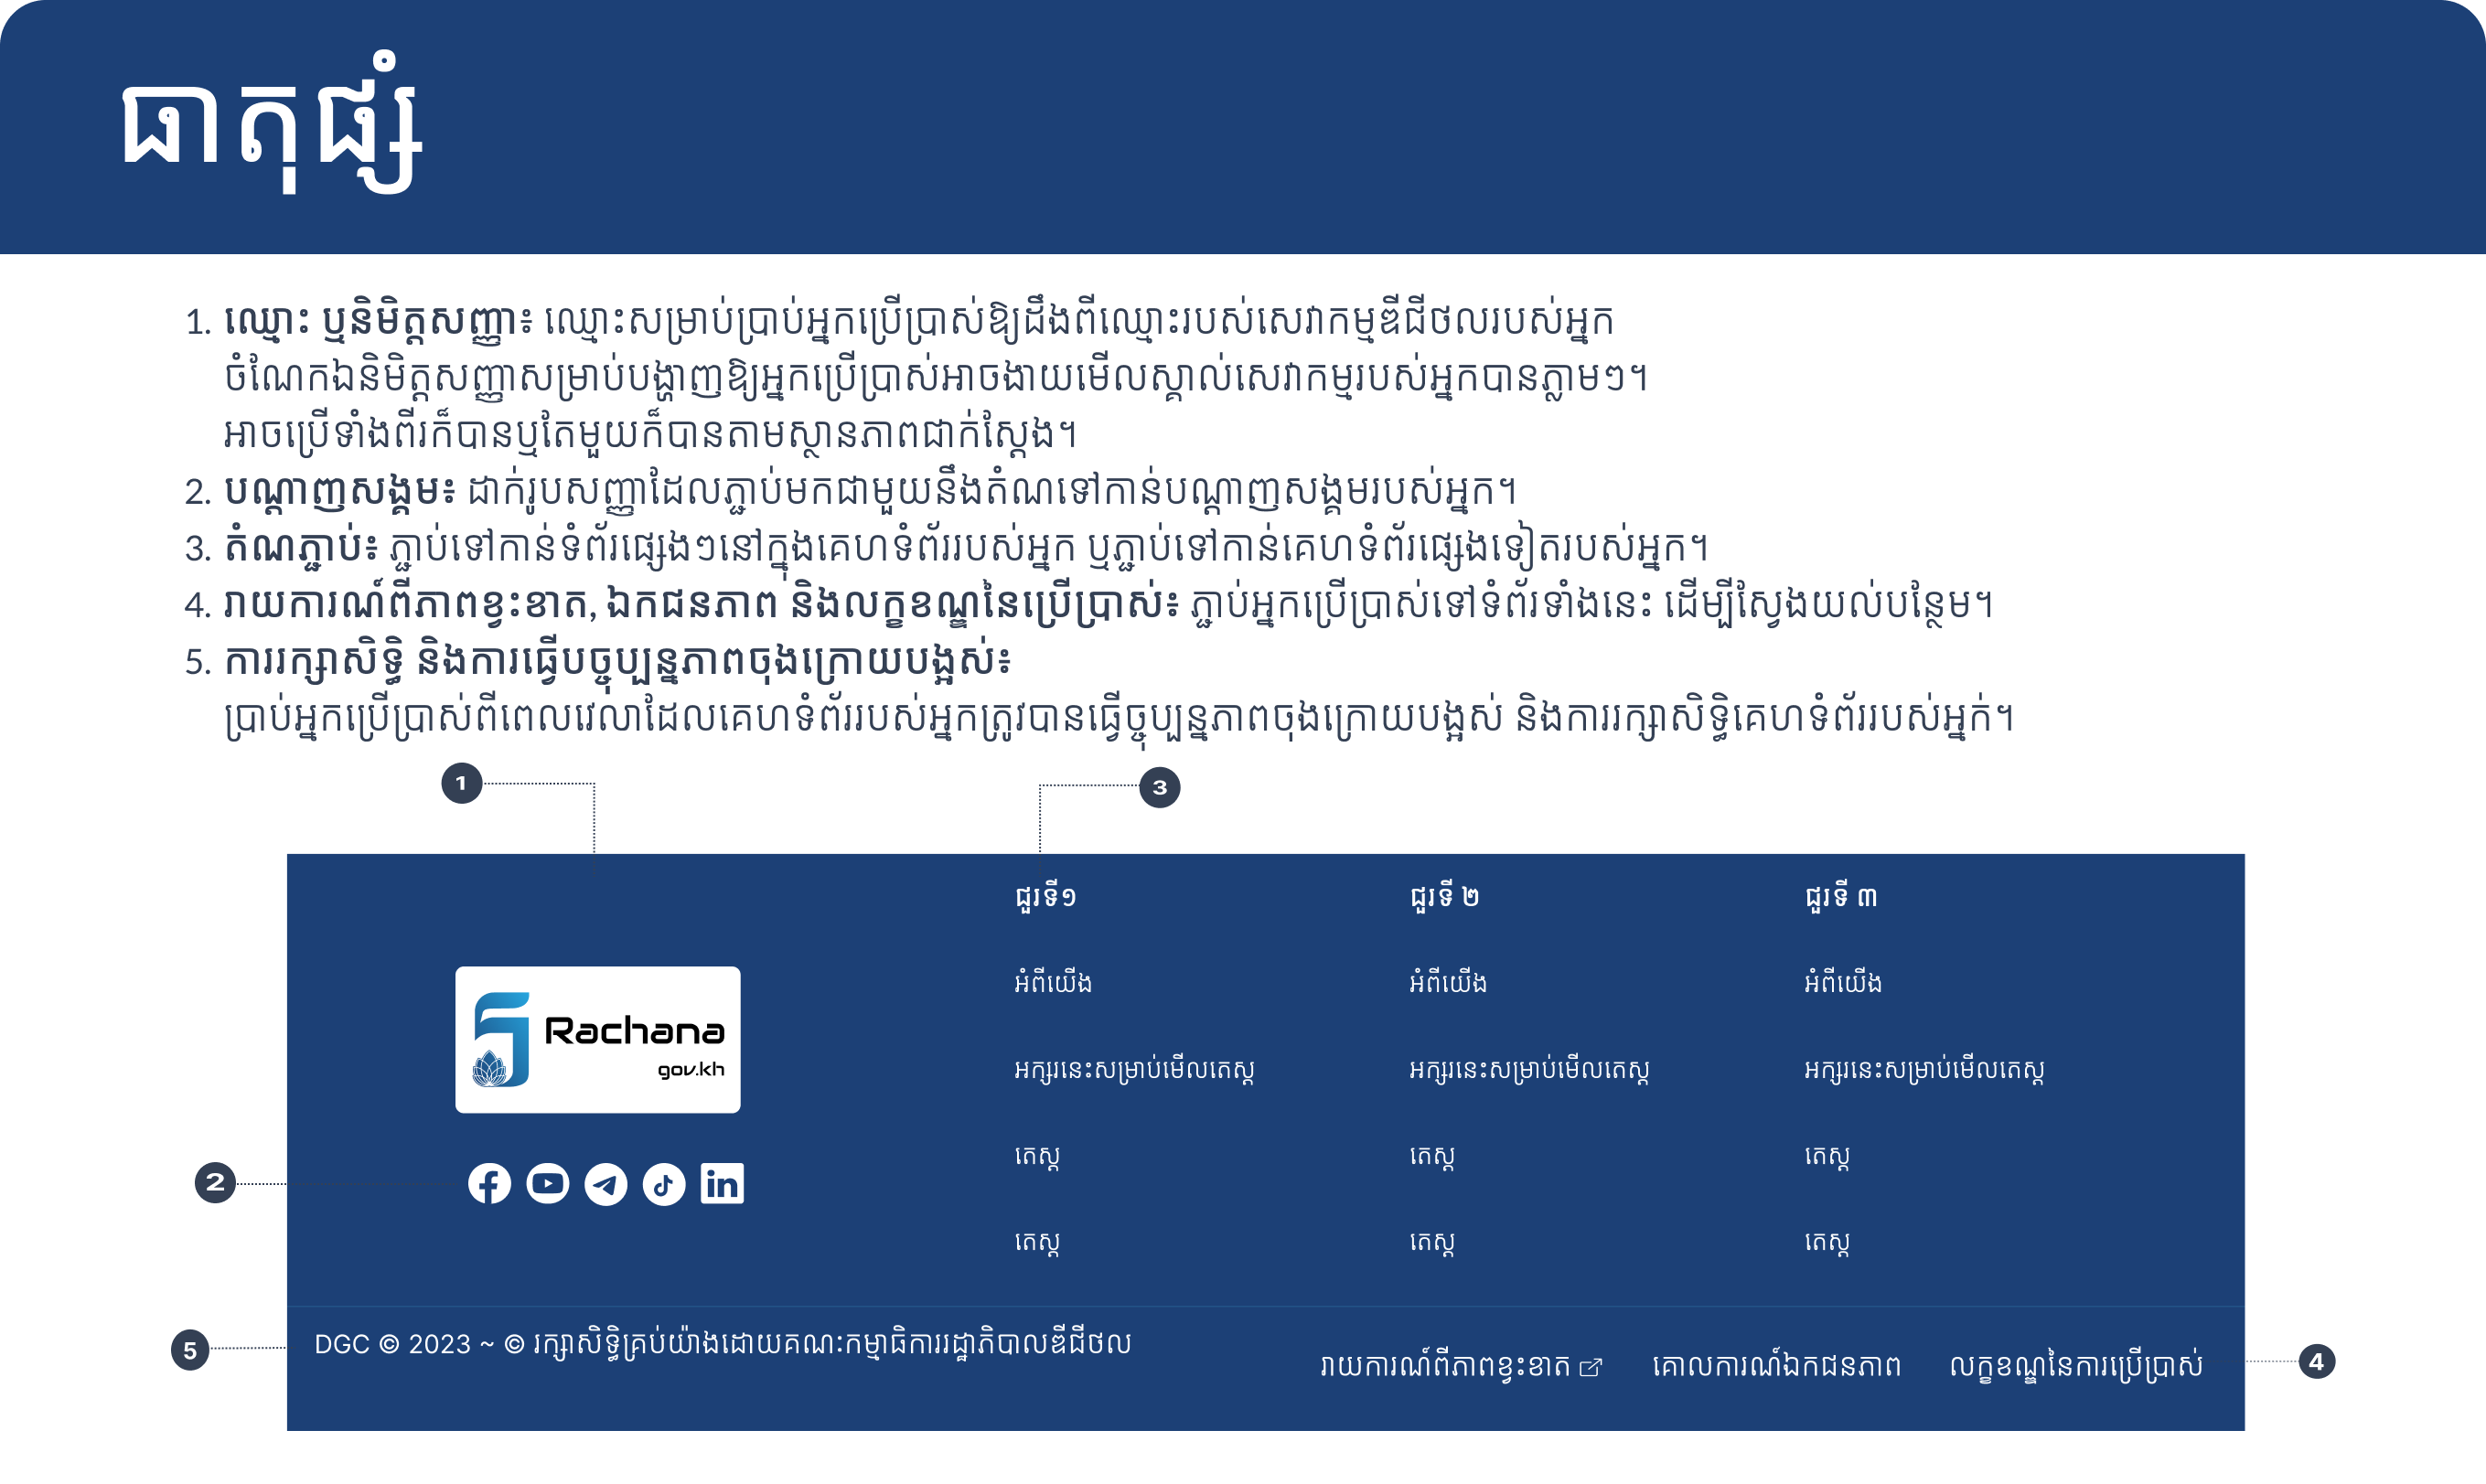 ធាតុផ្សំ
1. ឈ្មោះ ឬនិមិត្តសញ្ញា៖ ឈ្មោះសម្រាប់ប្រាប់អ្នកប្រើប្រាស់ឱ្យដឹងពីឈ្មោះរបស់សេវាកម្មឌីជីថលរបស់អ្នក
ចំណែកឯនិមិត្តសញ្ញាសម្រាប់បង្ហាញឱ្យអ្នកប្រើប្រាស់អាចងាយមើលស្គាល់សេវាកម្មរបស់អ្នកបានភ្លាមៗ។
អាចប្រើទាំងពីរក៏បានឬតែមួយក៏បានតាមស្ថានភាពជាក់ស្តែង។
2. បណ្តាញសង្គម៖ ដាក់រូបសញ្ញាដែលភ្ជាប់មកជាមួយនឹងតំណទៅកាន់បណ្តាញសង្គមរបស់អ្នក។
3. តំណភ្ជាប់៖ ភ្ជាប់ទៅកាន់ទំព័រផ្សេងៗនៅក្នុងគេហទំព័ររបស់អ្នក ឬភ្ជាប់ទៅកាន់គេហទំព័រផ្សេងទៀតរបស់អ្នក។
4. រាយការណ៍ពីភាពខ្វះខាត, ឯកជនភាព និងលក្ខខណ្ឌនៃប្រើប្រាស់៖ ភ្ជាប់អ្នកប្រើប្រាស់ទៅទំព័រទាំងនេះ ដើម្បីស្វែងយល់បន្ថែម។
5. ការរក្សាសិទ្ធិ និងការធ្វើបច្ចុប្បន្នភាពចុងក្រោយបង្អស់៖
ប្រាប់អ្នកប្រើប្រាស់ពីពេលវេលាដែលគេហទំព័ររបស់អ្នកត្រូវបានធ្វើច្ចុប្បន្នភាពចុងក្រោយបង្អស់ និងការរក្សាសិទ្ធិគេហទំព័ររបស់អ្នក់។
1 3
ជួរទី១ ជួរទី ២ ជួរទី ៣
អំពីយើង អំពីយើង អំពីយើង
Rachana
gov.kh
អក្សរនេះសម្រាប់មើលតេស្ត អក្សរនេះសម្រាប់មើលតេស្ត អក្សរនេះសម្រាប់មើលតេស្ត
តេស្ត តេស្ត តេស្ត
2
តេស្ត តេស្ត តេស្ត
5 DGC © 2023 ~ © រក្សាសិទ្ធិគ្រប់យ៉ាងដោយគណៈកម្មាធិការរដ្ឋាភិបាលឌីជីថល
រាយការណ៍ពីភាពខ្វះខាត គោលការណ៍ឯកជនភាព លក្ខខណ្ឌនៃការប្រើប្រាស់ 4